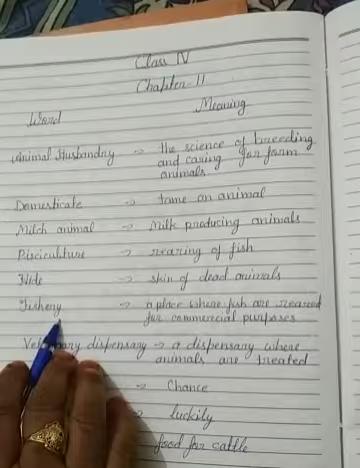 Class IV
Chapter-11
Word Meaning
Animal Husbandry → the science of breeding
and caring for farm
animals
Domesticate → tame an animal
Milch animal → Milk producing animals
Pisciculture → rearing of fish
Hide → skin of dead animals
Fishery → a place where fish are reared
for commercial purposes
Veterinary dispensary → a dispensary where
animals are treated
→ Chance
→ luckily
food for cattle